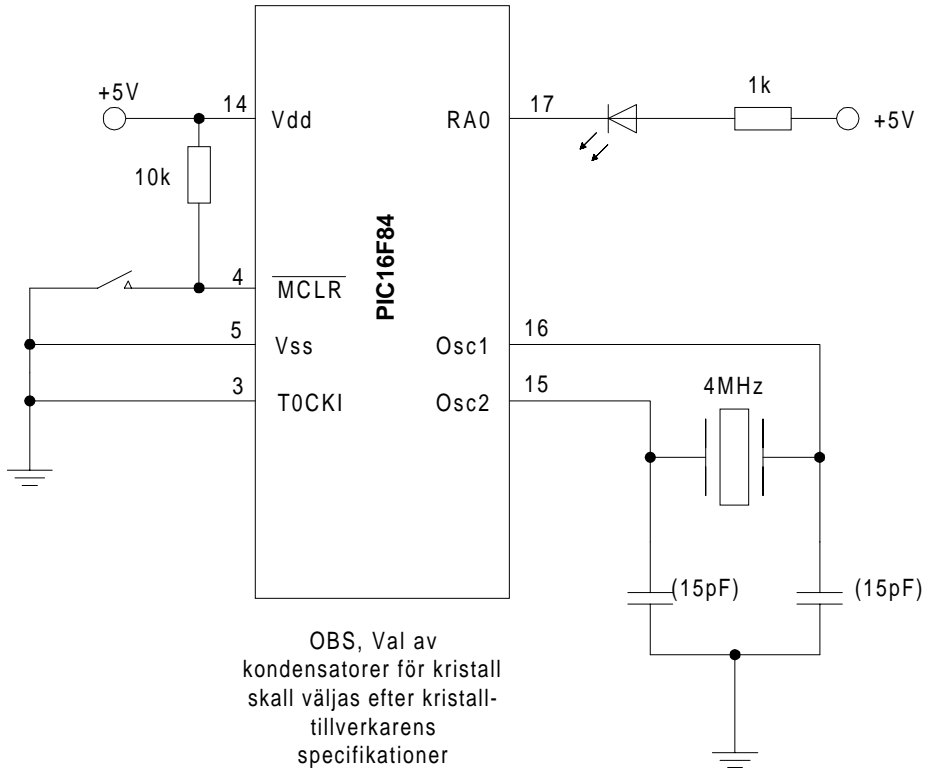 +5V
14
Vdd
10k
4
MCLR
5
Vss
3
T0CKI
PIC16F84
RA0
17
1k
+5V
Osc1
16
Osc2
15
4MHz
(15pF)
(15pF)
OBS, Val av
kondensatorer för kristall
skall väljas efter kristall-
tillverkarens
specifikationer